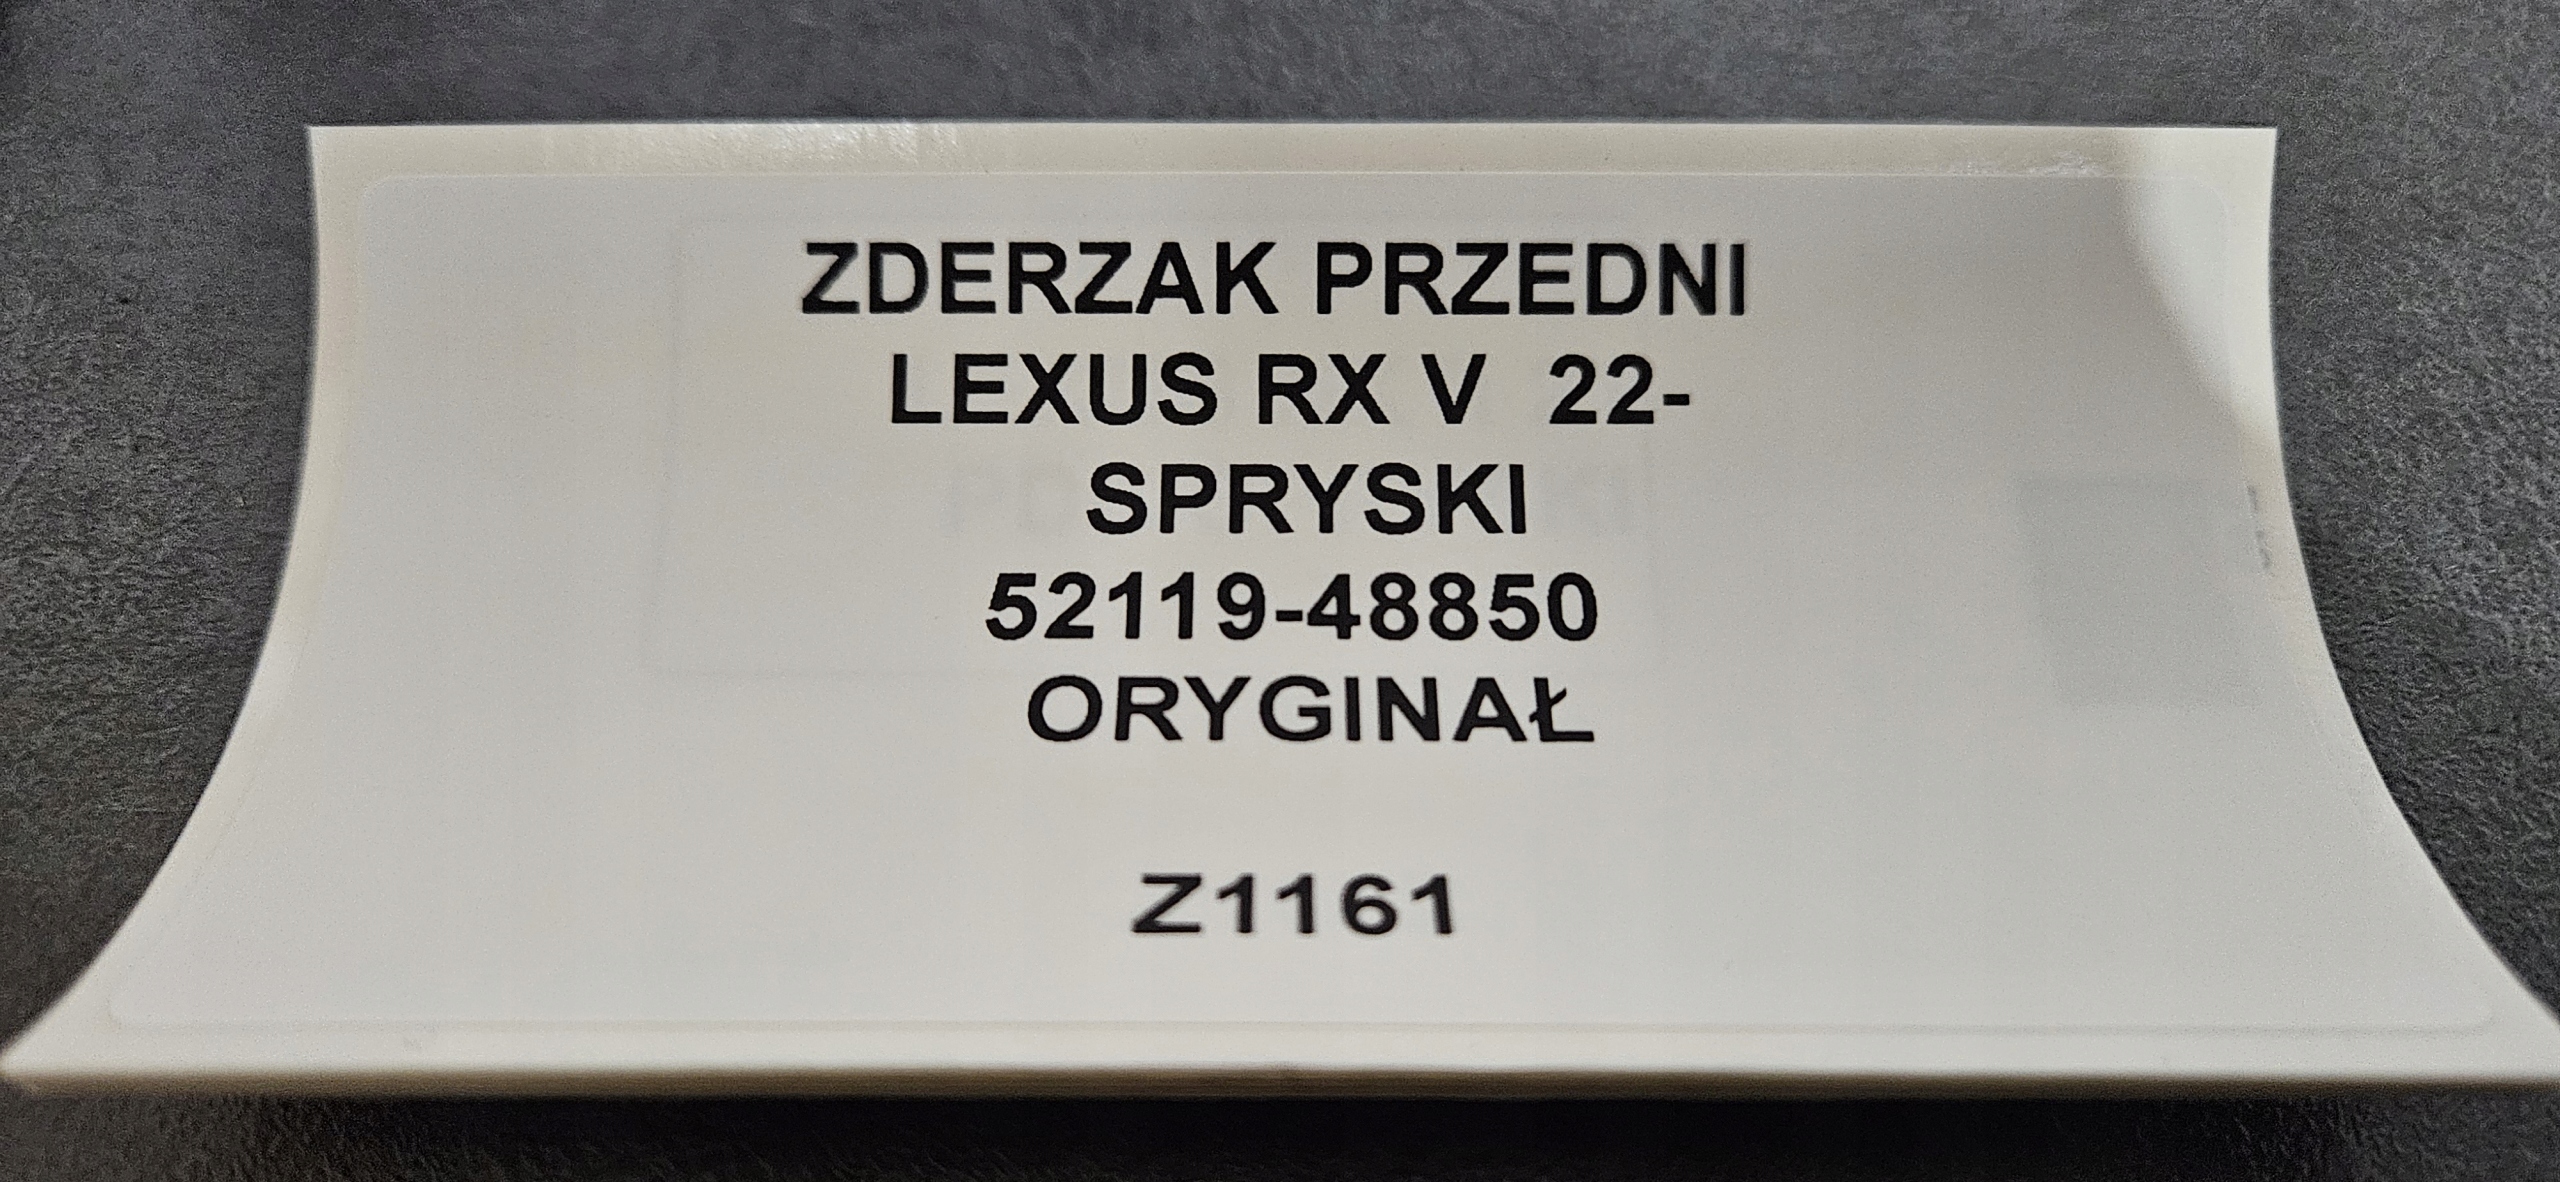 ZDERZAK PRZEDNI
LEXUS RX V 22-
SPRYSKI
52119-48850
ORYGINAŁ
Z1161